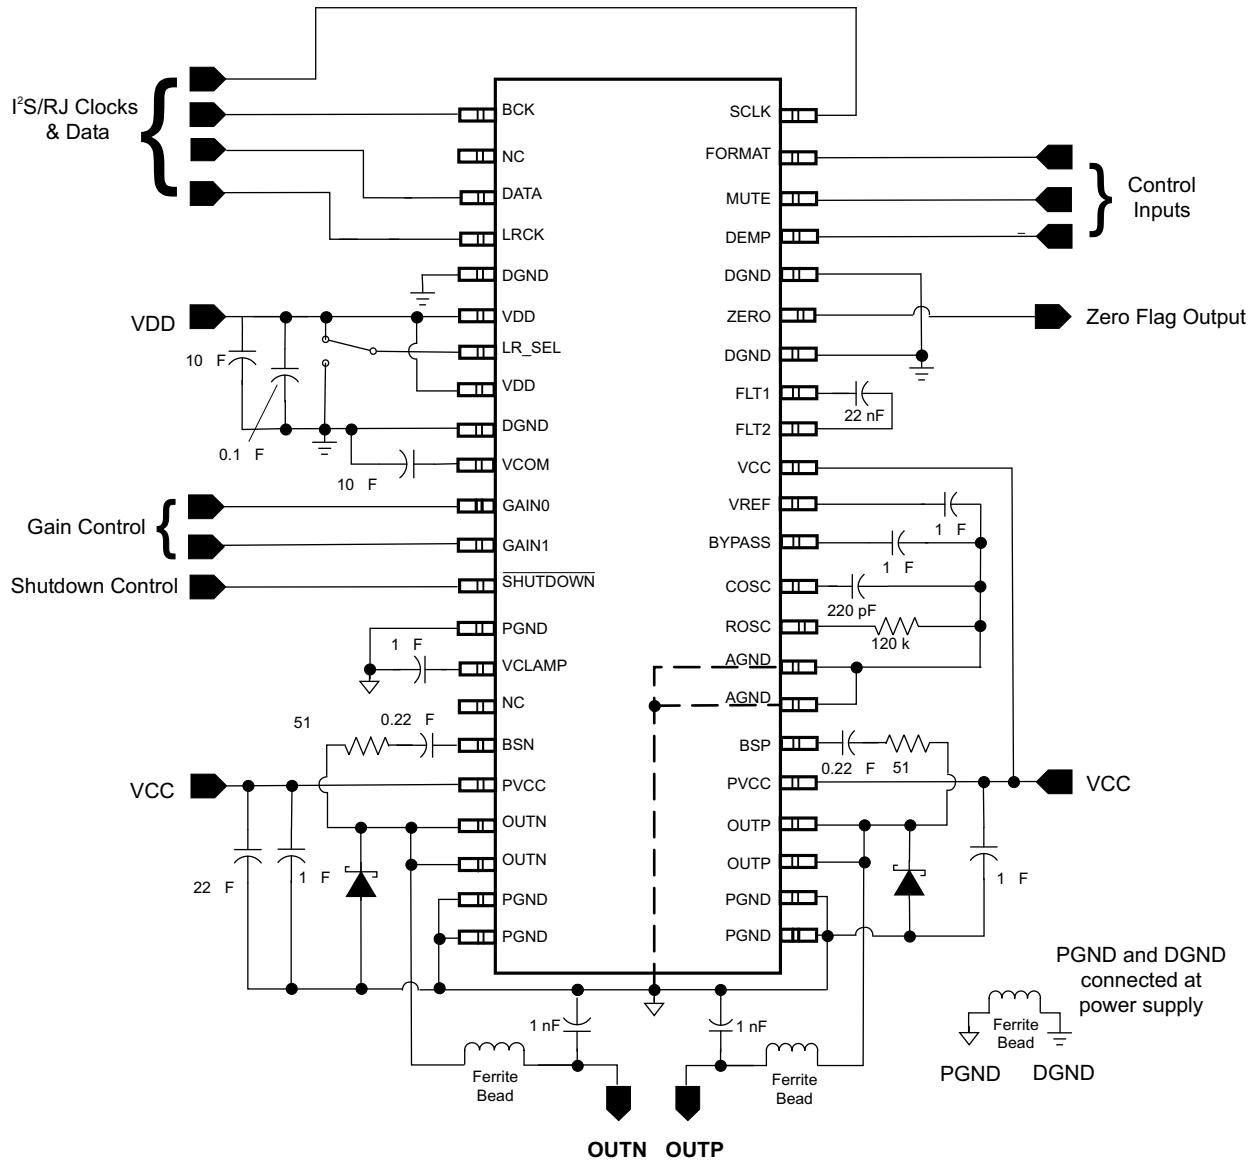 I²S/RJ Clocks
& Data
BCK
NC
DATA
LRCK
DGND
VDD
VDD
LR_SEL
VDD
DGND
VCOM
10 F
0.1 F
10 F
Gain Control
GAIN0
GAIN1
Shutdown Control
SHUTDOWN
PGND
1 F
VCLAMP
NC
51
0.22 F
BSN
VCC
PVCC
OUTN
OUTN
22 F
1 F
PGND
PGND
SCLK
FORMAT
MUTE
DEMP
Control
Inputs
DGND
ZERO
Zero Flag Output
DGND
FLT1
22 nF
FLT2
VCC
VREF
1 F
BYPASS
1 F
COSC
220 pF
ROSC
120 k
AGND
AGND
BSP
0.22 F
51
PVCC
VCC
OUTP
OUTP
1 F
PGND
PGND
PGND and DGND
connected at
power supply
Ferrite
Bead
PGND
DGND
1 nF
1 nF
Ferrite
Bead
Ferrite
Bead
OUTN
OUTP